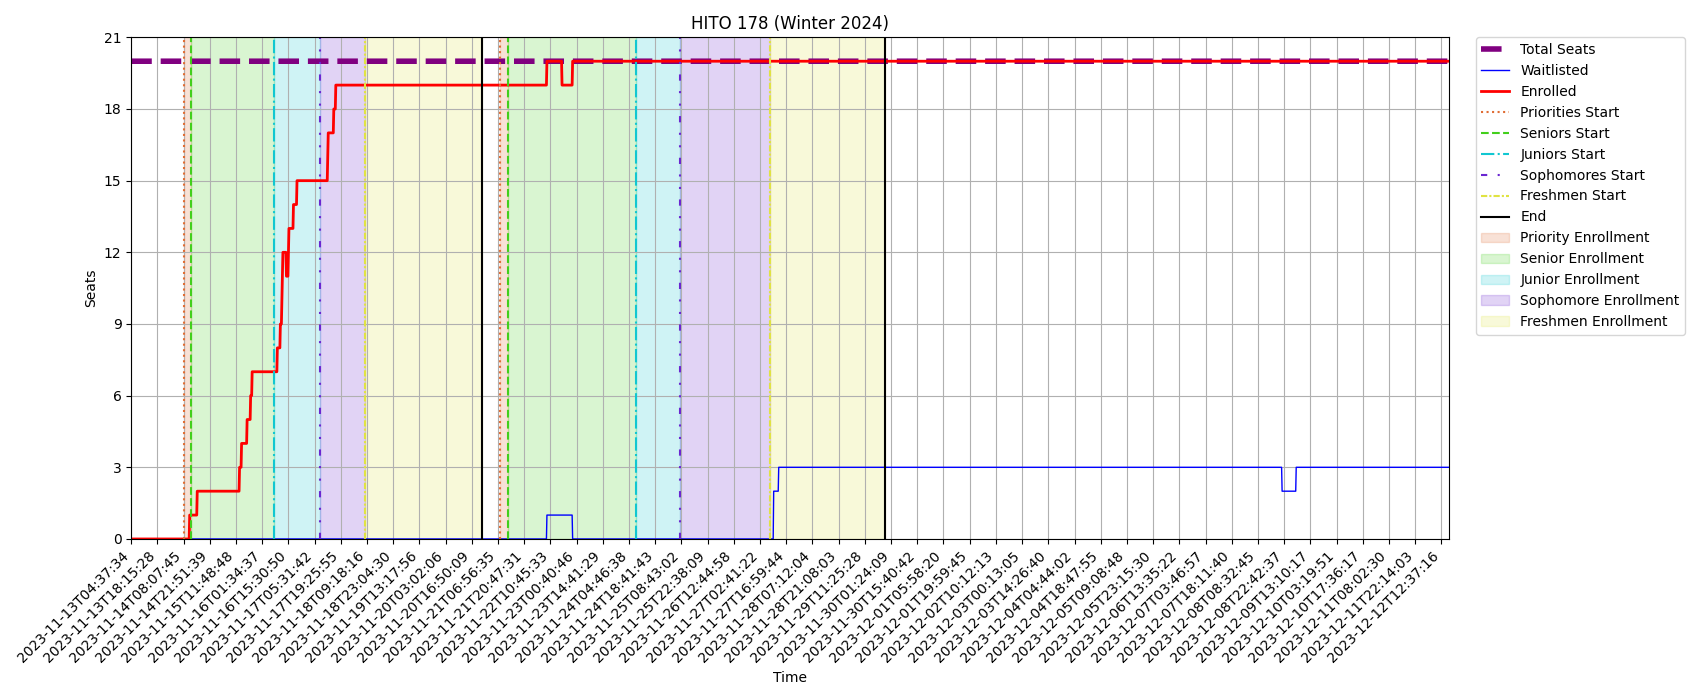 HITO 178 (Winter 2024)
21
18
15
12
9
6
3
0
Seats
2023-11-13T04:37:34
2023-11-13T18:15:28
2023-11-14T08:07:45
2023-11-14T21:51:39
2023-11-15T11:48:48
2023-11-16T01:34:37
2023-11-16T15:30:50
2023-11-17T05:31:42
2023-11-17T19:25:55
2023-11-18T09:18:16
2023-11-18T23:04:30
2023-11-19T13:17:56
2023-11-20T03:02:06
2023-11-20T16:50:09
2023-11-21T06:56:35
2023-11-21T20:47:31
2023-11-22T10:45:33
2023-11-23T00:40:46
2023-11-23T14:41:29
2023-11-24T04:46:38
2023-11-24T18:41:43
2023-11-25T08:43:02
2023-11-25T22:38:09
2023-11-26T12:44:58
2023-11-27T02:41:22
2023-11-27T16:59:44
2023-11-28T07:12:04
2023-11-28T21:08:03
2023-11-29T11:25:28
2023-11-30T01:24:09
2023-11-30T15:40:42
2023-12-01T05:58:20
2023-12-01T19:59:45
2023-12-02T10:12:13
2023-12-03T00:13:05
2023-12-03T14:26:40
2023-12-04T04:44:02
2023-12-04T18:47:55
2023-12-05T09:08:48
2023-12-05T23:15:30
2023-12-06T13:35:22
2023-12-07T03:46:57
2023-12-07T18:11:40
2023-12-08T08:32:45
2023-12-08T22:42:37
2023-12-09T13:10:17
2023-12-10T03:19:51
2023-12-10T17:36:17
2023-12-11T08:02:30
2023-12-11T22:14:03
2023-12-12T12:37:16
Time
Total Seats
Waitlisted
Enrolled
Priorities Start
Seniors Start
Juniors Start
Sophomores Start
Freshmen Start
End
Priority Enrollment
Senior Enrollment
Junior Enrollment
Sophomore Enrollment
Freshmen Enrollment